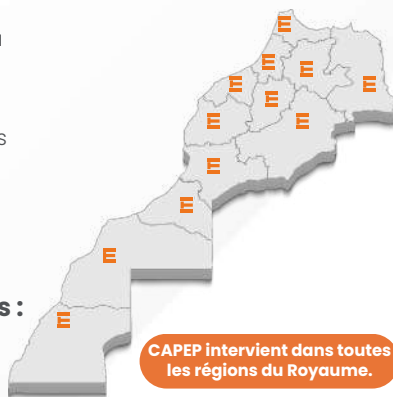 s
s :
CAPEP intervient dans toutes
les régions du Royaume.